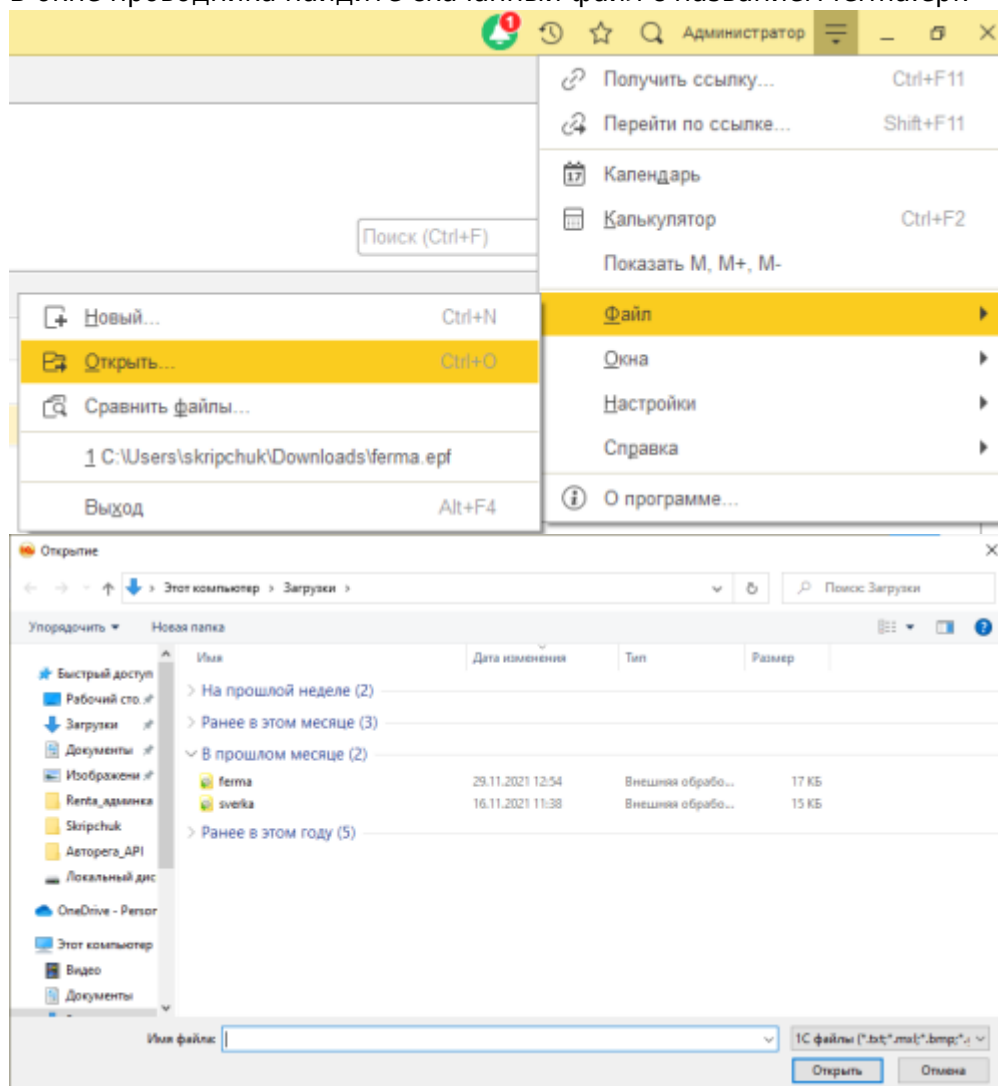 1
Администратор
Получить ссылку... Ctrl+F11
Перейти по ссылке... Shift+F11
17 Календарь
Калькулятор Ctrl+F2
Поиск (Ctrl+F)
Показать M, M+, M-
Файл
Новый... Ctrl+N
Открыть... Ctrl+O
Окна
Сравнить файлы...
Настройки
1 C:\Users\skripchuk\Downloads\ferma.epf
Справка
Выход Alt+F4
О программе...
Открытие
Этот компьютер > Загрузки >
Поиск: Загрузки
Упорядочить Новая папка
Имя Дата изменения Тип Размер
Быстрый доступ
Рабочий сто
Загрузки
Документы
Изображени
Renta_админка
Skripchuk
Авторега_API
Локальный дис
OneDrive - Person
Этот компьютер
Видео
Документы
На прошлой неделе (2)
Ранее в этом месяце (3)
В прошлом месяце (2)
ferma 29.11.2021 12:54 Внешняя обрабо... 17 КБ
sverka 16.11.2021 11:38 Внешняя обрабо... 15 КБ
Ранее в этом году (5)
Имя файла:
1С файлы (*.txt;*.mxl;*.bmp;*.
Открыть Отмена